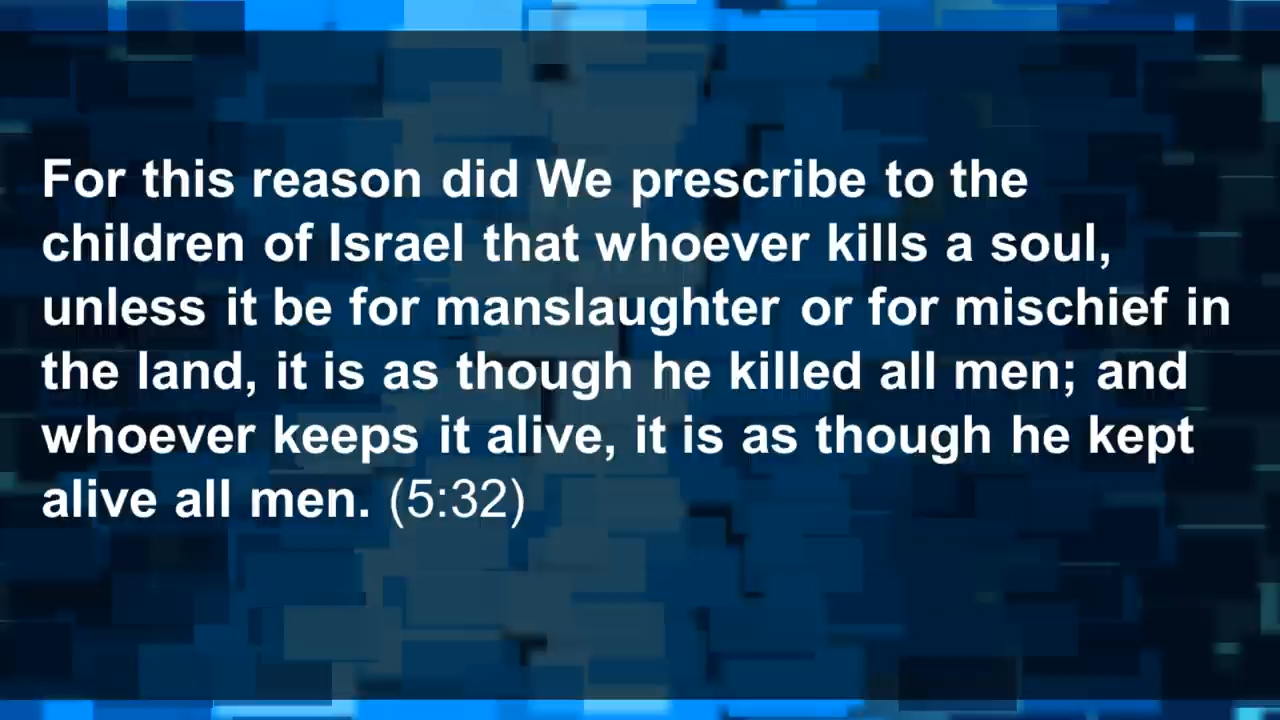 For this reason did We prescribe to the
children of Israel that whoever kills a soul,
unless it be for manslaughter or for mischief in
the land, it is as though he killed all men; and
whoever keeps it alive, it is as though he kept
alive all men. (5:32)